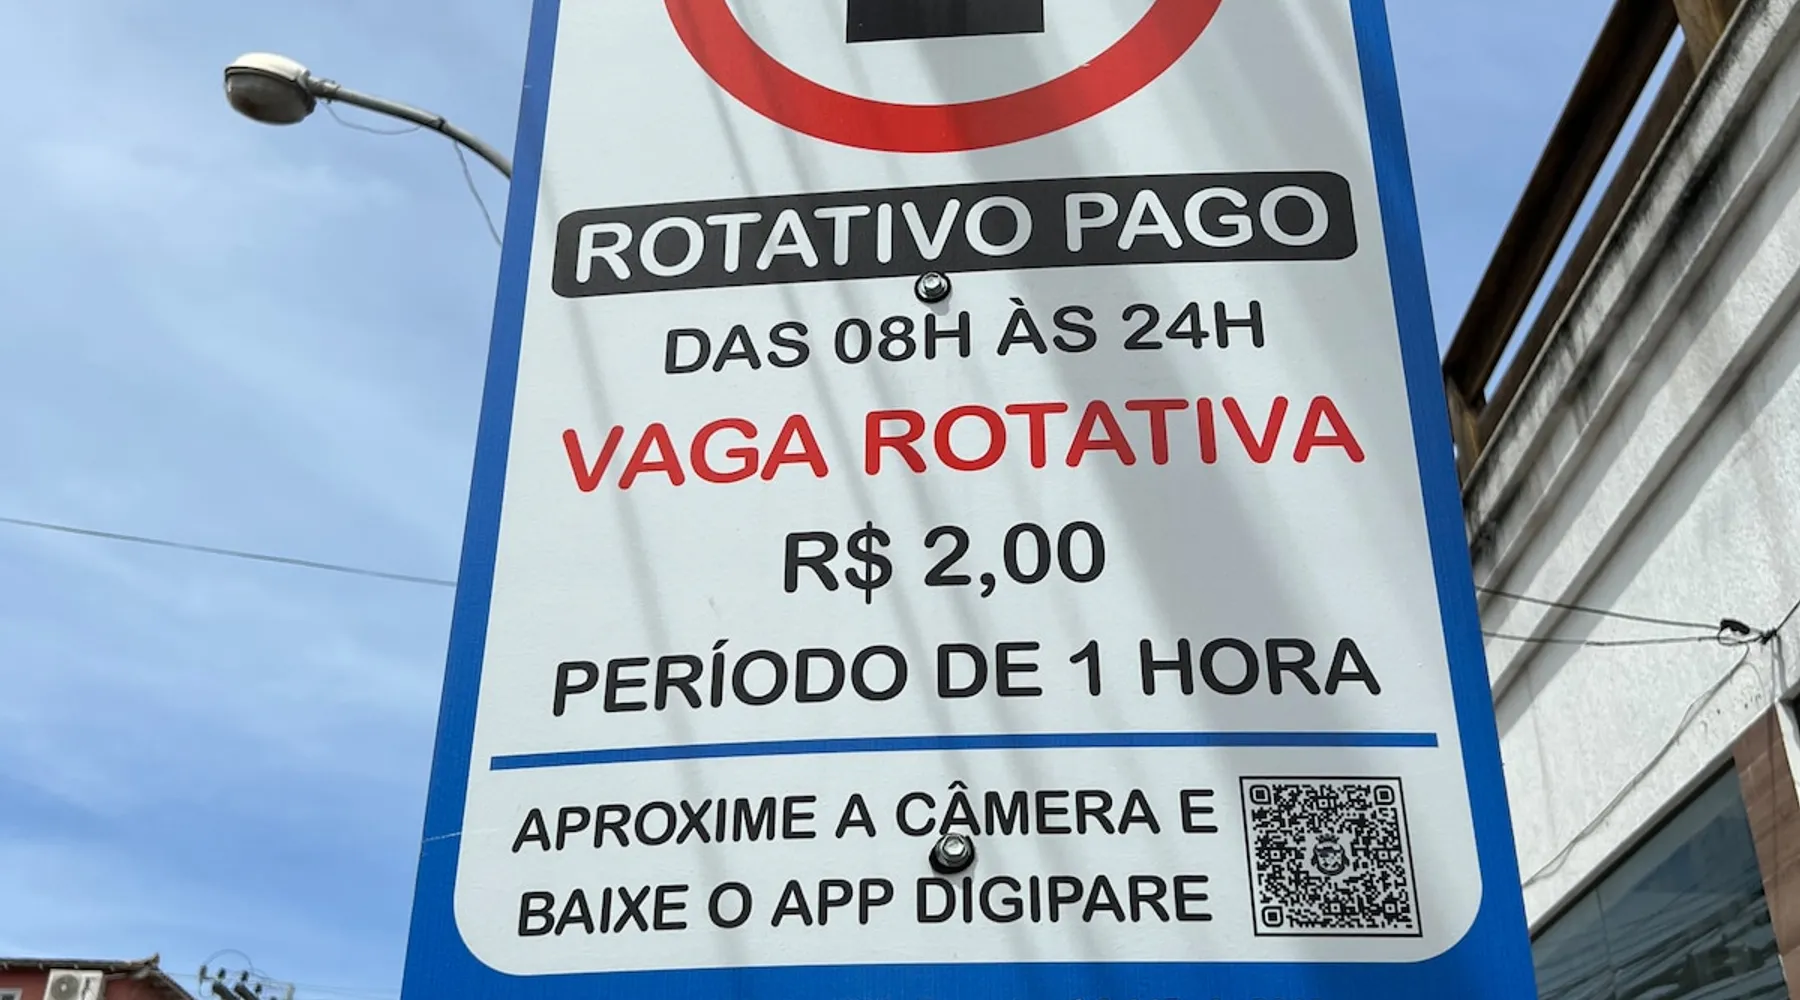 ROTATIVO PAGO
DAS 08H ÀS 24H
VAGA ROTATIVA
R$ 2,00
PERÍODO DE 1 HORA
APROXIME A CÂMERA E
BAIXE O APP DIGIPARE